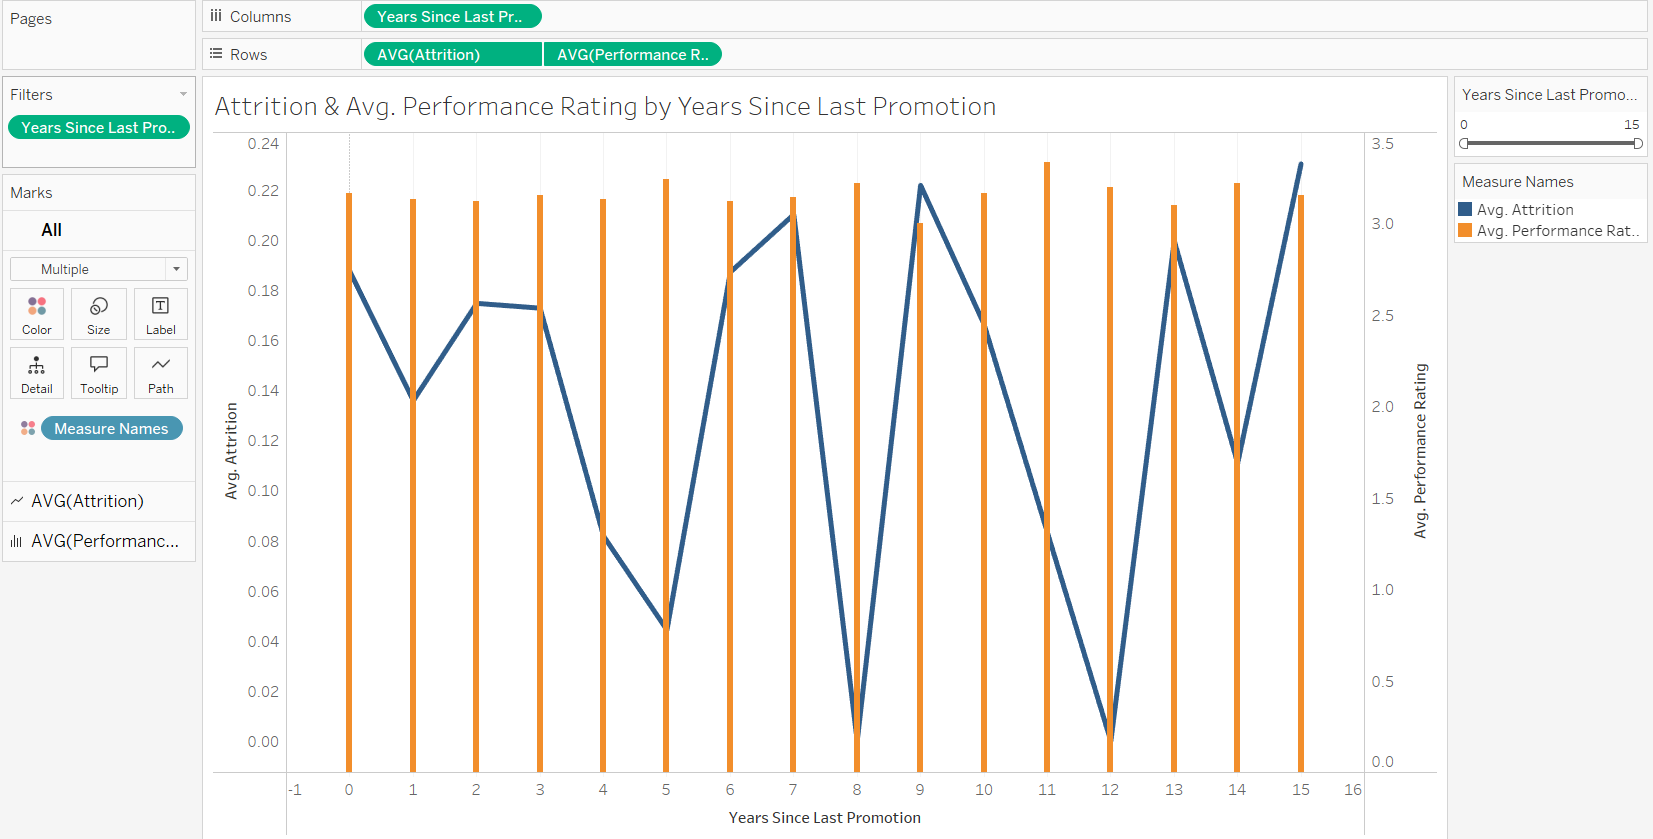 Pages
Columns
Years Since Last Pr..
Rows
AVG(Attrition)
AVG(Performance R..
Filters
Years Since Last Pro..
Marks
All
Multiple
Color
Size
Label
Detail
Tooltip
Path
Measure Names
AVG(Attrition)
AVG(Performanc...
Attrition & Avg. Performance Rating by Years Since Last Promotion
0.24
0.22
0.20
0.18
0.16
0.14
0.12
0.10
0.08
0.06
0.04
0.02
0.00
Avg. Attrition
3.5
3.0
2.5
2.0
1.5
1.0
0.5
0.0
Avg. Performance Rating
-1 0 1 2 3 4 5 6 7 8 9 10 11 12 13 14 15 16
Years Since Last Promotion
Years Since Last Promo...
0 15
Measure Names
Avg. Attrition
Avg. Performance Rat..